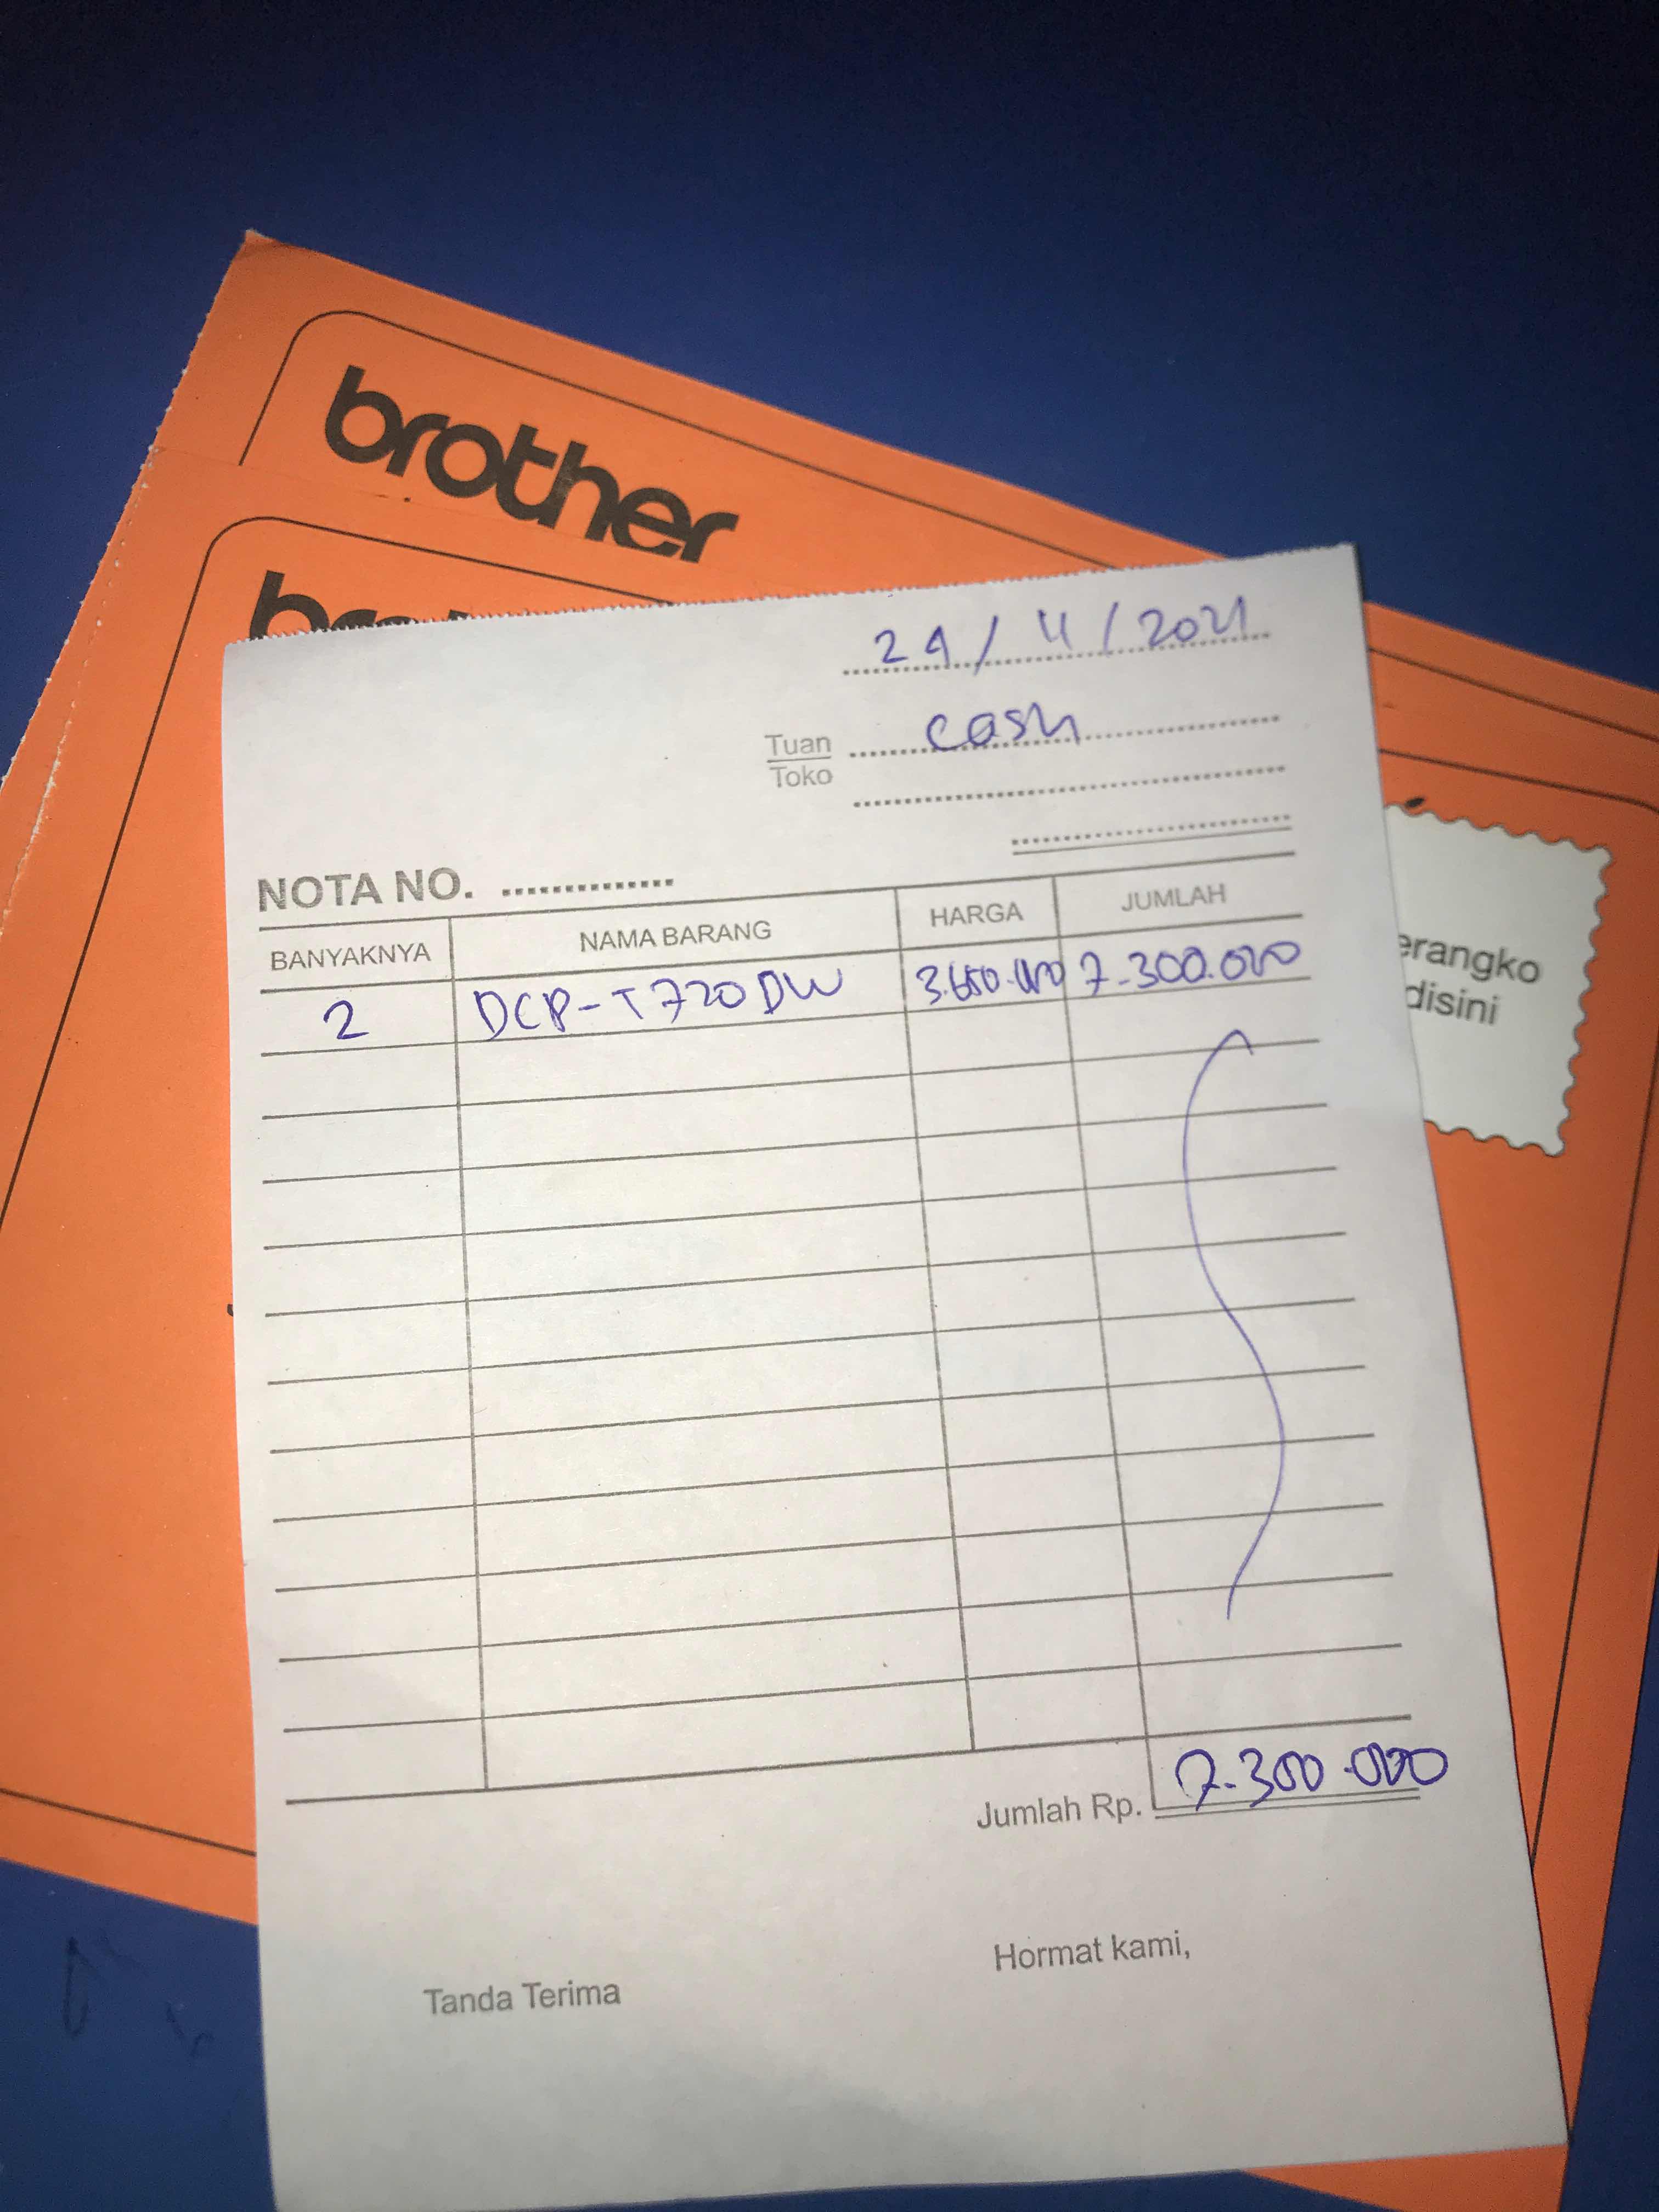 brother
24/11/2021
Tuan cash
Toko
NOTA NO.
BANYAKNYA NAMA BARANG HARGA JUMLAH
2 DCP-T720DW 3.650.000 7.300.000
erangko
disini
Jumlah Rp. 7.300.000
Tanda Terima Hormat kami,